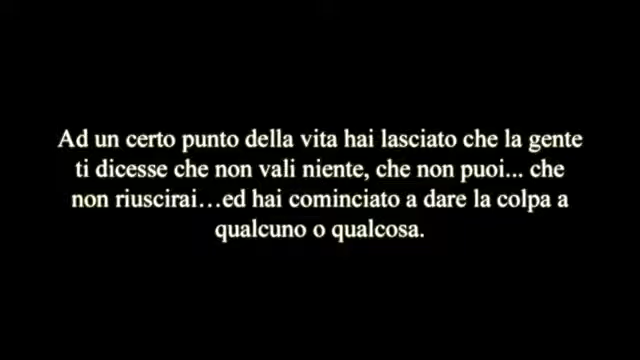 Ad un certo punto della vita hai lasciato che la gente
ti dicesse che non vali niente, che non puoi... che
non riuscirai…ed hai cominciato a dare la colpa a
qualcuno o qualcosa.